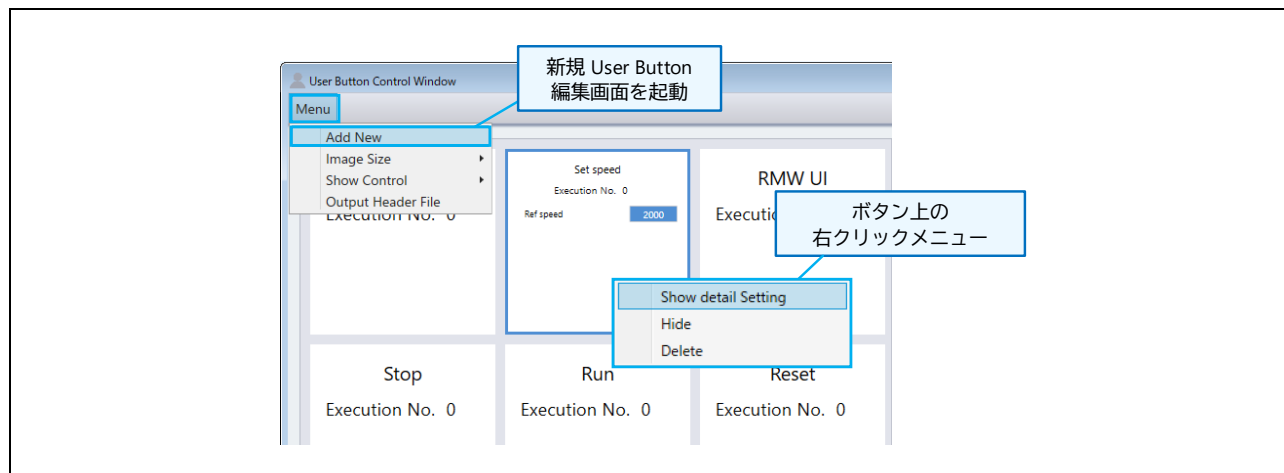 新規 User Button
編集画面を起動
User Button Control Window
Menu
Add New
Image Size
Show Control
Output Header File
Execution No. 0
Set speed
Execution No. 0
Ref speed 2000
RMW UI
Executi
ボタン上の
右クリックメニュー
Show detail Setting
Hide
Delete
Stop
Execution No. 0
Run
Execution No. 0
Reset
Execution No. 0